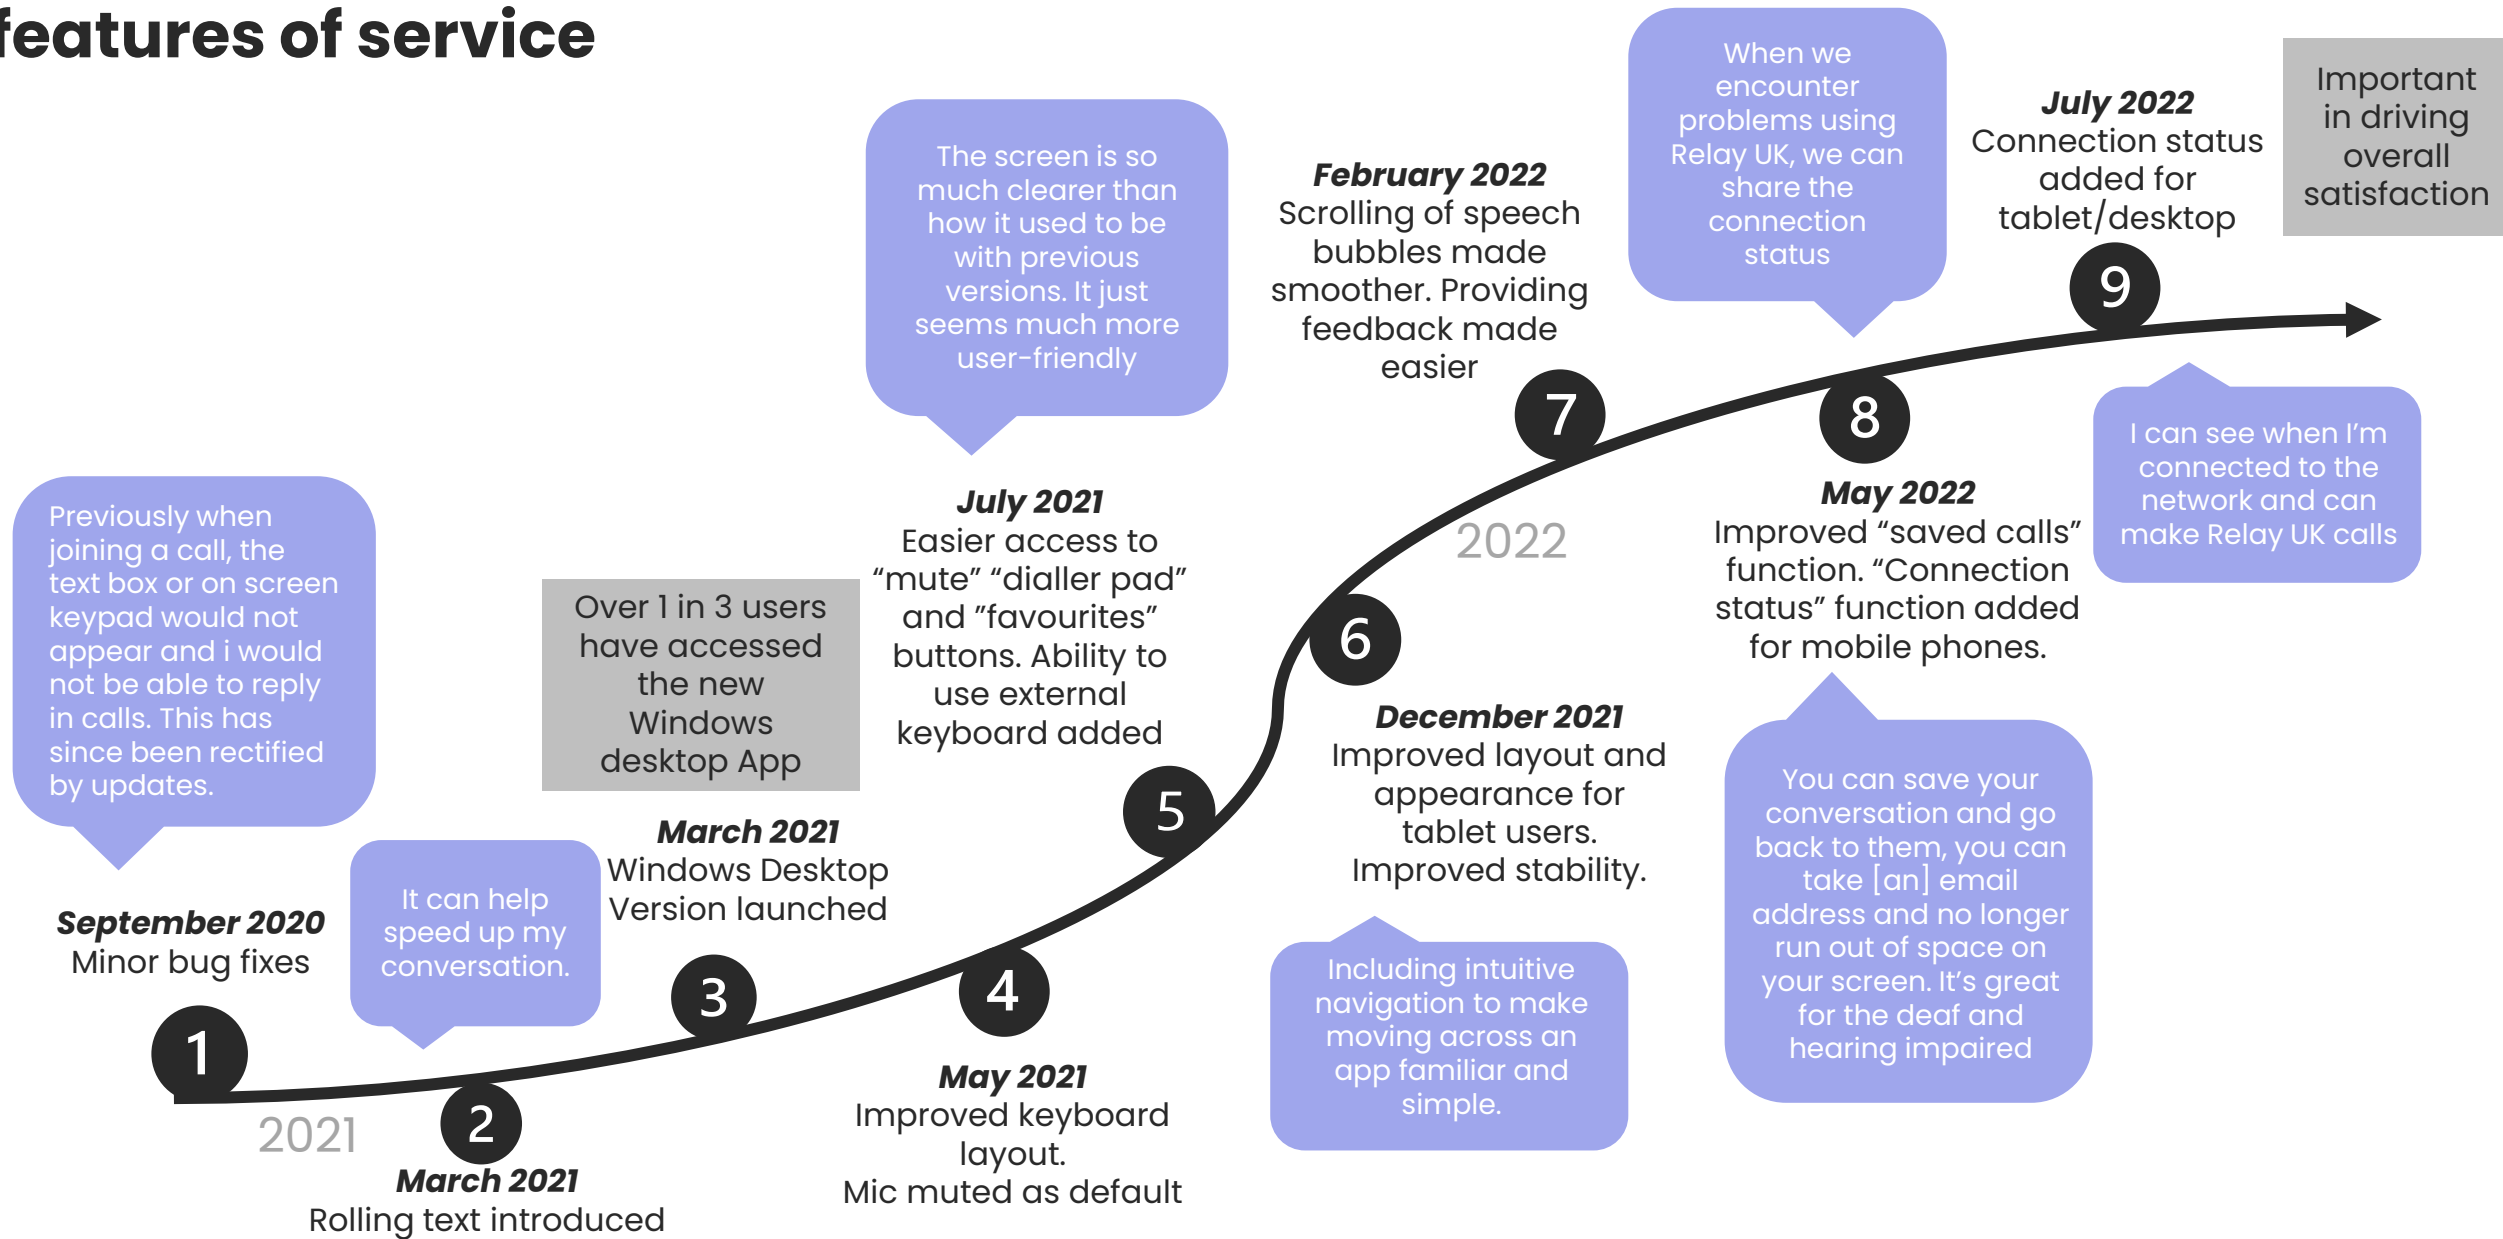 features of service
Previously when
joining a call, the
text box or on screen
keypad would not
appear and i would
not be able to reply
in calls. This has
since been rectified
by updates.
September 2020
Minor bug fixes
1
2021
It can help
speed up my
conversation.
2
March 2021
Rolling text introduced
Over 1 in 3 users
have accessed
the new
Windows
desktop App
March 2021
Windows Desktop
Version launched
3
4
May 2021
Improved keyboard
layout.
Mic muted as default
The screen is so
much clearer than
how it used to be
with previous
versions. It just
seems much more
user-friendly
July 2021
Easier access to
“mute” “dialler pad”
and ”favourites”
buttons. Ability to
use external
keyboard added
5
6
December 2021
Improved layout and
appearance for
tablet users.
Improved stability.
Including intuitive
navigation to make
moving across an
app familiar and
simple.
2022
February 2022
Scrolling of speech
bubbles made
smoother. Providing
feedback made
easier
7
When we
encounter
problems using
Relay UK, we can
share the
connection
status
8
May 2022
Improved “saved calls”
function. “Connection
status” function added
for mobile phones.
You can save your
conversation and go
back to them, you can
take [an] email
address and no longer
run out of space on
your screen. It’s great
for the deaf and
hearing impaired
July 2022
Connection status
added for
tablet/desktop
9
I can see when I’m
connected to the
network and can
make Relay UK calls
Important
in driving
overall
satisfaction